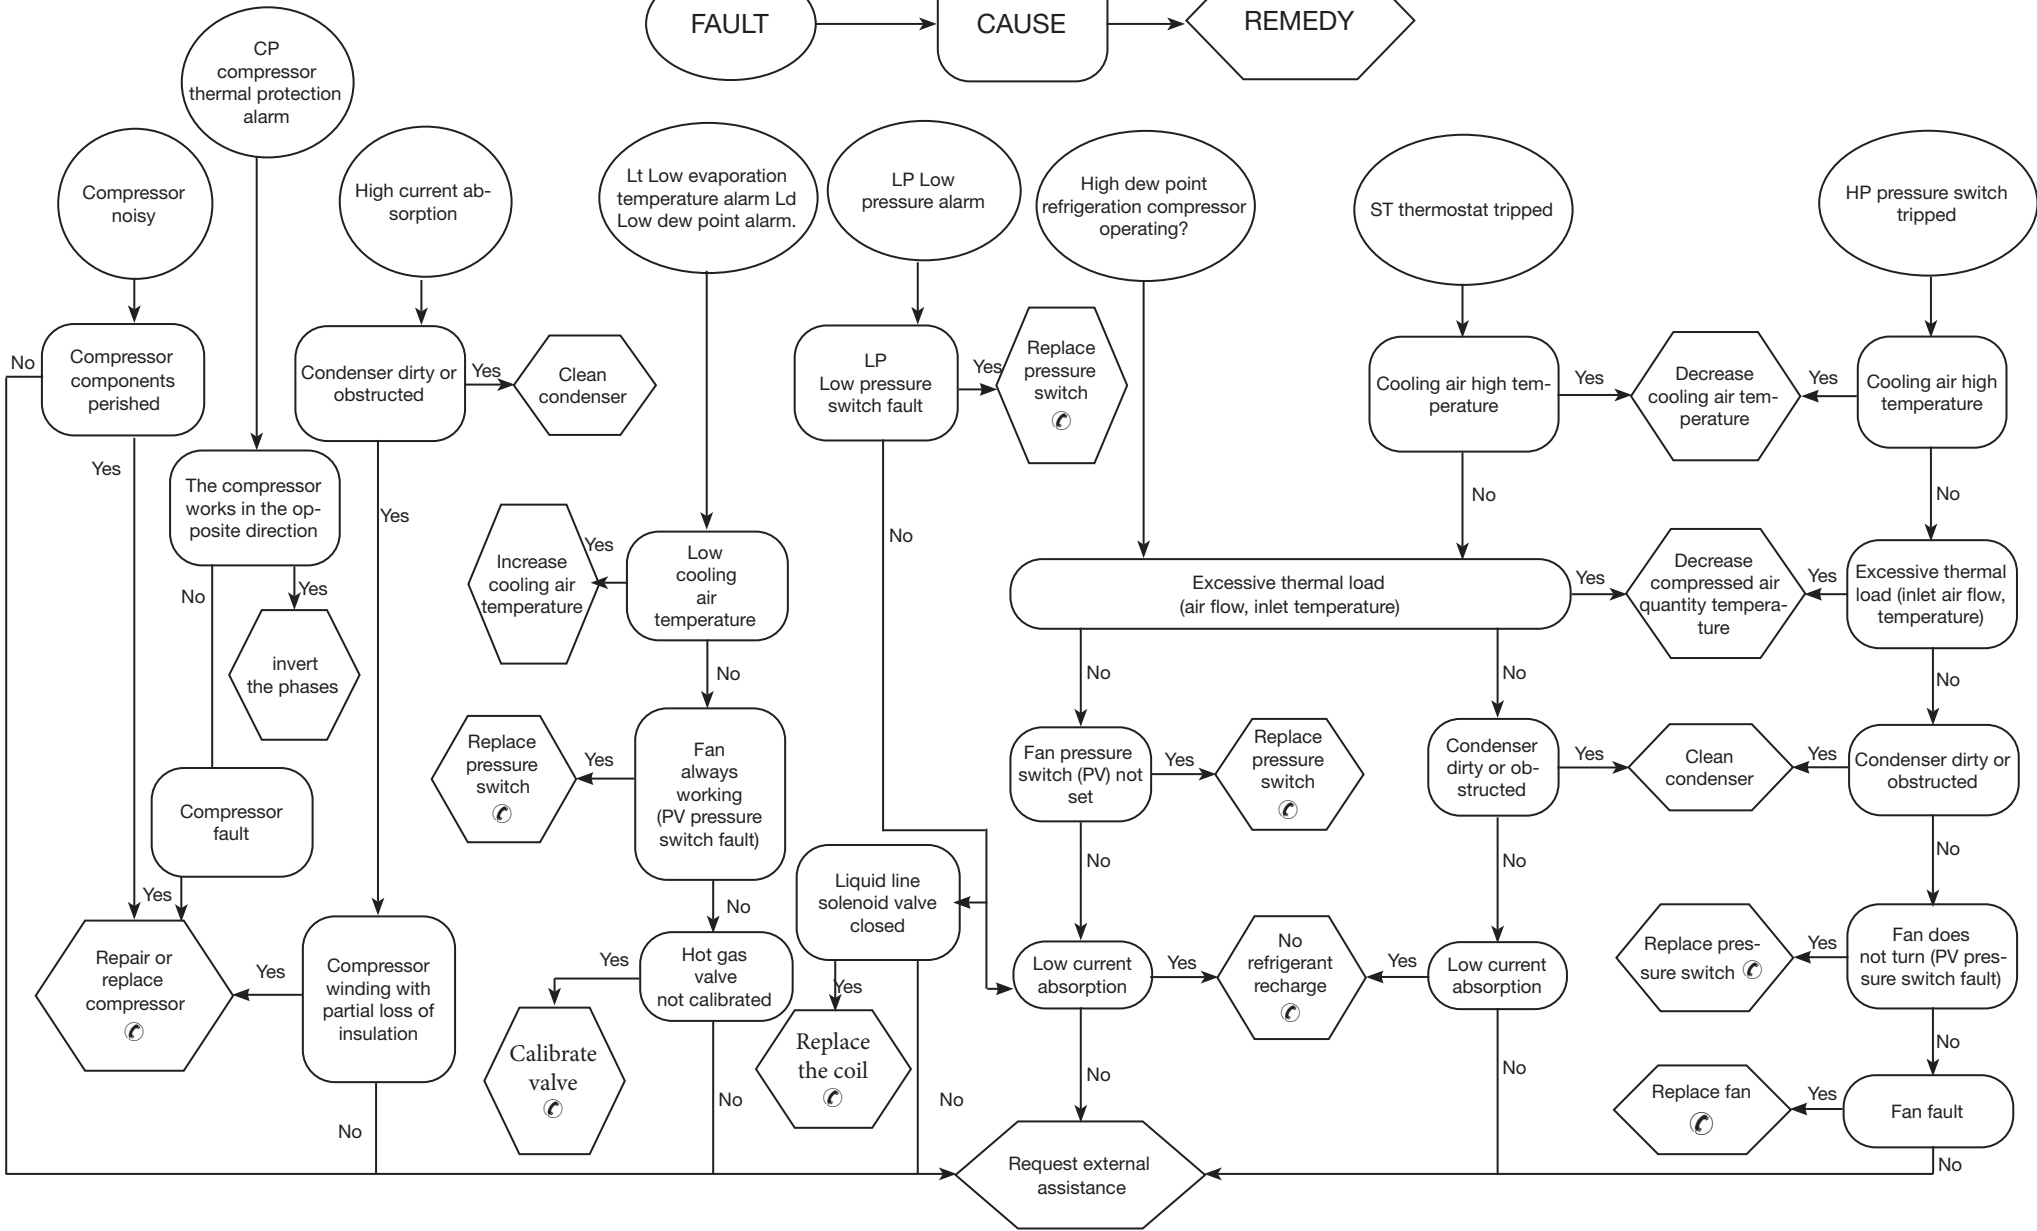 FAULT
CAUSE
REMEDY
CP
compressor
thermal protection
alarm
Compressor
noisy
High current ab-
sorption
Lt Low evaporation
temperature alarm Ld
Low dew point alarm.
LP Low
pressure alarm
High dew point
refrigeration compressor
operating?
ST thermostat tripped
HP pressure switch
tripped
No
Compressor
components
perished
Condenser dirty or
obstructed
Yes
Clean
condenser
LP
Low pressure
switch fault
Yes
Replace
pressure
switch
Cooling air high tem-
perature
Yes
Decrease
cooling air tem-
perature
Yes
Cooling air high
temperature
Yes
The compressor
works in the op-
posite direction
Yes
No
No
No
Increase
cooling air
temperature
Yes
Low
cooling
air
temperature
Excessive thermal load
(air flow, inlet temperature)
Yes
Decrease
compressed air
quantity tempera-
ture
Yes
Excessive thermal
load (inlet air flow,
temperature)
No
Yes
invert
the phases
No
No
No
No
Replace
pressure
switch
Yes
Fan
always
working
(PV pressure
switch fault)
Fan pressure
switch (PV) not
set
Yes
Replace
pressure
switch
Condenser
dirty or ob-
structed
Yes
Clean
condenser
Yes
Condenser dirty or
obstructed
Compressor
fault
No
No
No
Yes
No
Liquid line
solenoid valve
closed
Repair or
replace
compressor
Yes
Compressor
winding with
partial loss of
insulation
Yes
Hot gas
valve
not calibrated
Yes
Low current
absorption
Yes
No
refrigerant
recharge
Yes
Low current
absorption
Replace pres-
sure switch
Yes
Fan does
not turn (PV pres-
sure switch fault)
Calibrate
valve
Replace
the coil
No
No
No
No
No
No
Replace fan
Yes
Fan fault
No
Request external
assistance
No